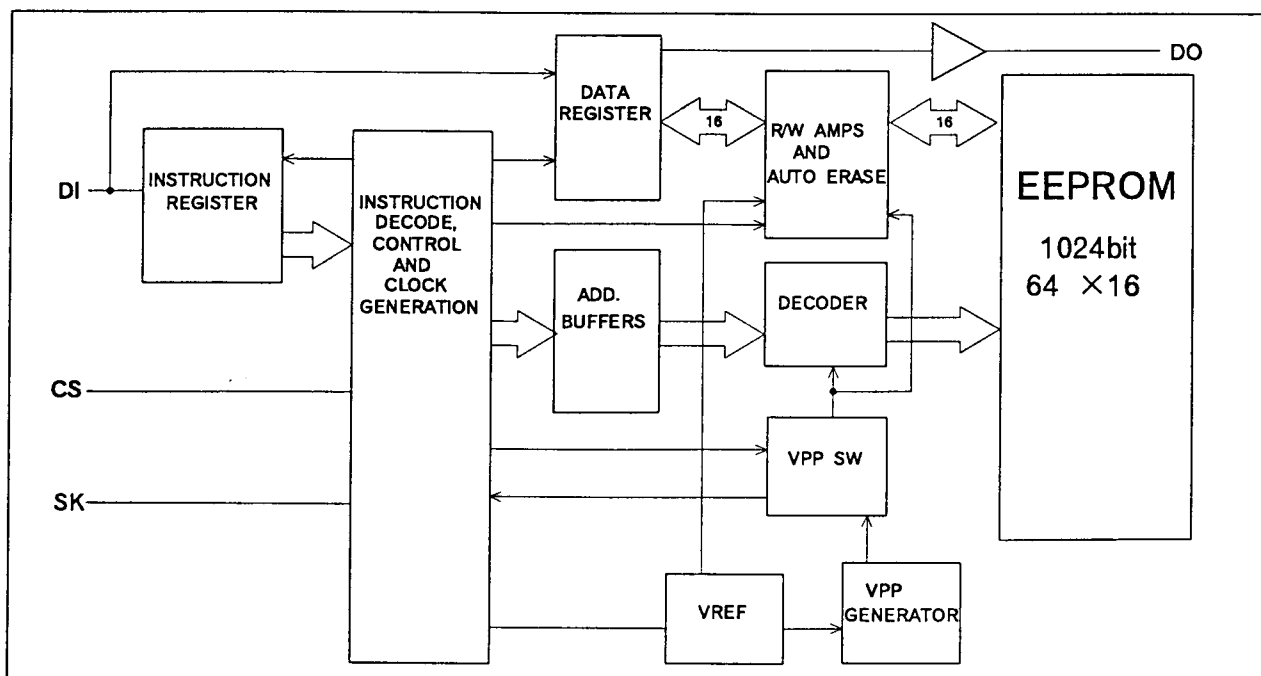 DO
DATA
REGISTER
16
R/W AMPS
AND
AUTO ERASE
16
EEPROM
1024bit
64 ×16
DI
INSTRUCTION
REGISTER
INSTRUCTION
DECODE,
CONTROL
AND
CLOCK
GENERATION
ADD.
BUFFERS
DECODER
CS
VPP SW
SK
VREF
VPP
GENERATOR